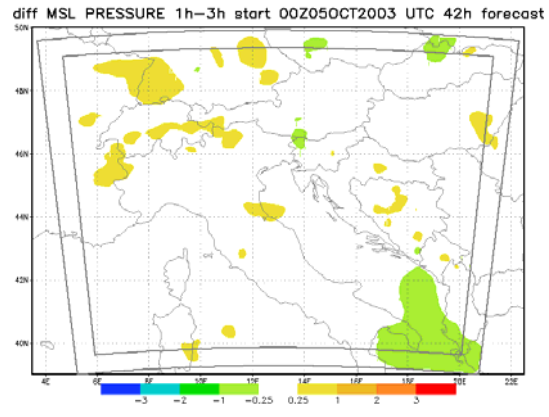 diff MSL PRESSURE 1h-3h start 00Z05OCT2003 UTC 42h forecast
50N
48N
46N
44N
42N
40N
4E 6E 8E 10E 12E 14E 16E 18E 20E 22E
-3 -2 -1 -0.25 0.25 1 2 3